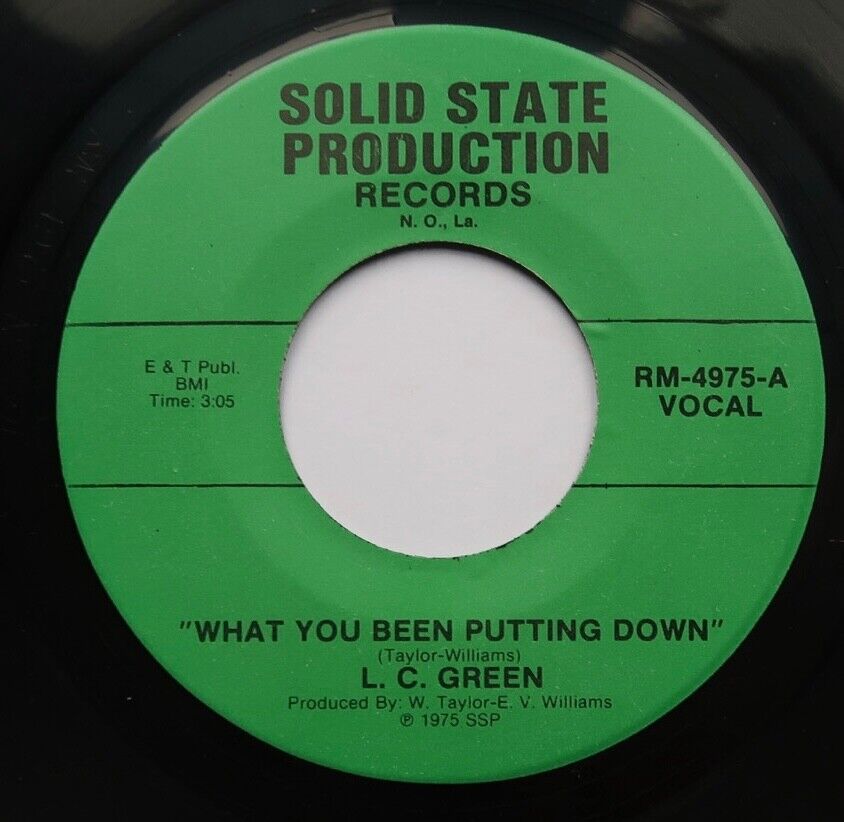 SOLID STATE
PRODUCTION
RECORDS
N. O., La.
E & T Publ.
BMI
Time: 3:05
RM-4975-A
VOCAL
"WHAT YOU BEEN PUTTING DOWN"
(Taylor-Williams)
L. C. GREEN
Produced By: W. Taylor-E. V. Williams
℗ 1975 SSP